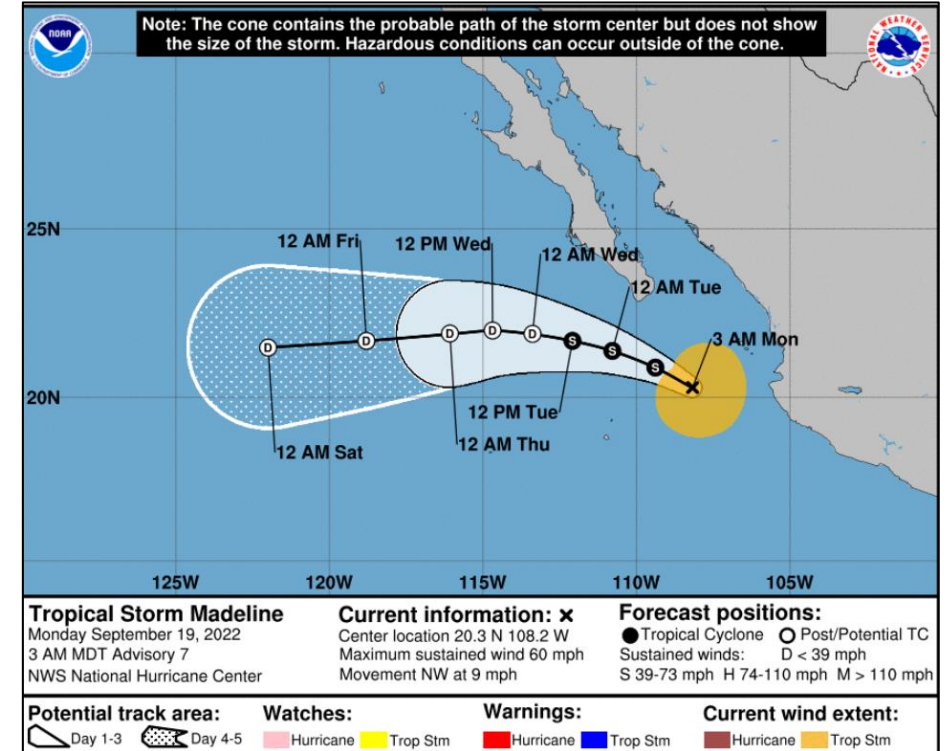 Note: The cone contains the probable path of the storm center but does not show
the size of the storm. Hazardous conditions can occur outside of the cone.
NOAA
NATIONAL WEATHER SERVICE
25N
20N
12 AM Fri
12 PM Wed
12 AM Wed
12 AM Tue
3 AM Mon
D
D
D
D
D
S
S
S
12 PM Tue
12 AM Thu
12 AM Sat
125W
120W
115W
110W
105W
Tropical Storm Madeline
Monday September 19, 2022
3 AM MDT Advisory 7
NWS National Hurricane Center
Current information: ×
Center location 20.3 N 108.2 W
Maximum sustained wind 60 mph
Movement NW at 9 mph
Forecast positions:
● Tropical Cyclone ○ Post/Potential TC
Sustained winds: D < 39 mph
S 39-73 mph H 74-110 mph M > 110 mph
Potential track area:
Day 1-3 Day 4-5
Watches:
Hurricane Trop Stm
Warnings:
Hurricane Trop Stm
Current wind extent:
Hurricane Trop Stm